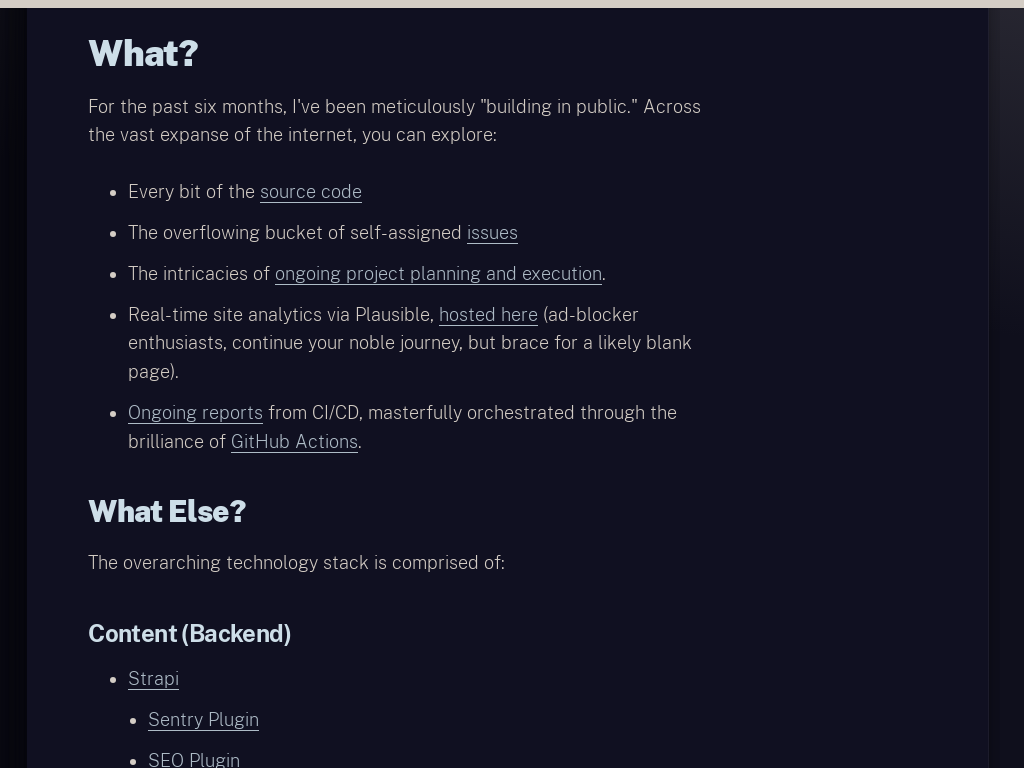 What?
For the past six months, I've been meticulously "building in public." Across
the vast expanse of the internet, you can explore:
Every bit of the source code
The overflowing bucket of self-assigned issues
The intricacies of ongoing project planning and execution.
Real-time site analytics via Plausible, hosted here (ad-blocker
enthusiasts, continue your noble journey, but brace for a likely blank
page).
Ongoing reports from CI/CD, masterfully orchestrated through the
brilliance of GitHub Actions.
What Else?
The overarching technology stack is comprised of:
Content (Backend)
Strapi
Sentry Plugin
SEO Plugin